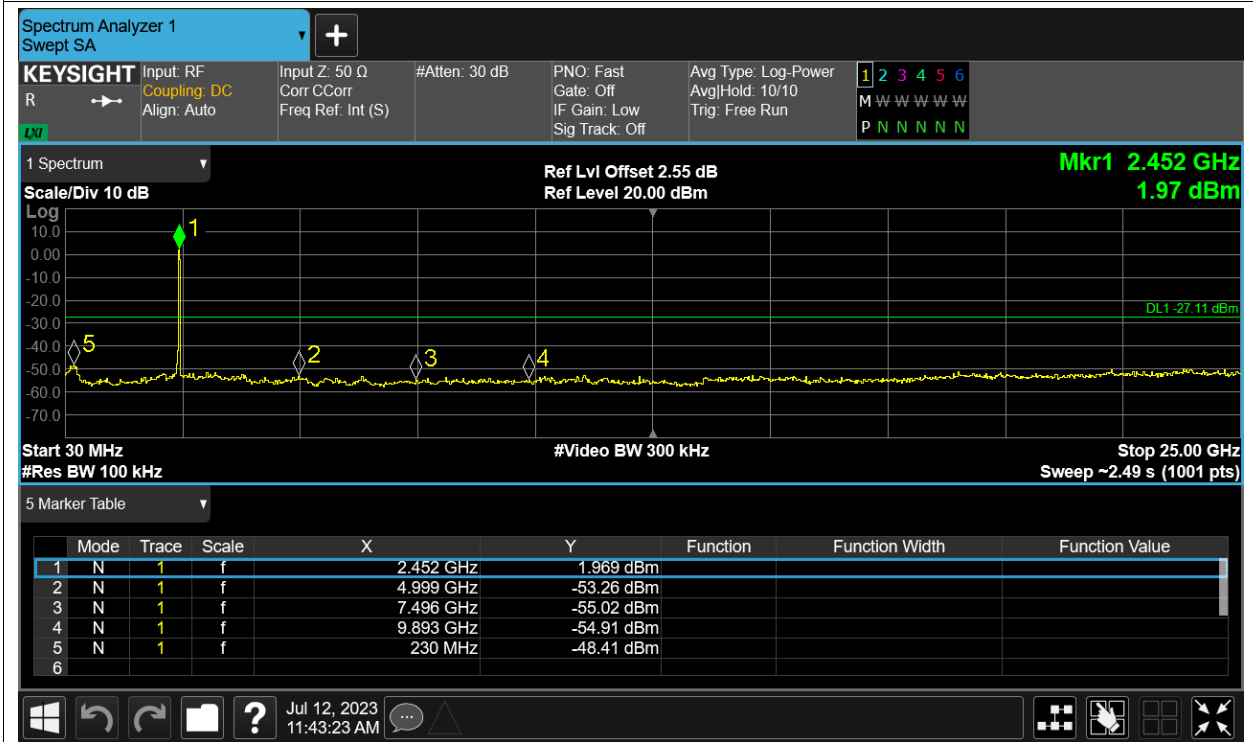 Spectrum Analyzer 1
Swept SA
KEYSIGHT
R
LXI
Input: RF
Coupling: DC
Align: Auto
Input Z: 50 Ω
Corr CCorr
Freq Ref: Int (S)
#Atten: 30 dB
PNO: Fast
Gate: Off
IF Gain: Low
Sig Track: Off
Avg Type: Log-Power
Avg|Hold: 10/10
Trig: Free Run
1 2 3 4 5 6
M W W W W W
P N N N N N
1 Spectrum
Scale/Div 10 dB
Ref Lvl Offset 2.55 dB
Ref Level 20.00 dBm
Mkr1 2.452 GHz
1.97 dBm
Log
10.0
0.00
-10.0
-20.0
-30.0
-40.0
-50.0
-60.0
-70.0
1
DL1 -27.11 dBm
5
2
3
4
Start 30 MHz
#Res BW 100 kHz
#Video BW 300 kHz
Stop 25.00 GHz
Sweep ~2.49 s (1001 pts)
5 Marker Table
Mode Trace Scale X Y Function Function Width Function Value
1 N 1 f 2.452 GHz 1.969 dBm
2 N 1 f 4.999 GHz -53.26 dBm
3 N 1 f 7.496 GHz -55.02 dBm
4 N 1 f 9.893 GHz -54.91 dBm
5 N 1 f 230 MHz -48.41 dBm
6
?
Jul 12, 2023
11:43:23 AM